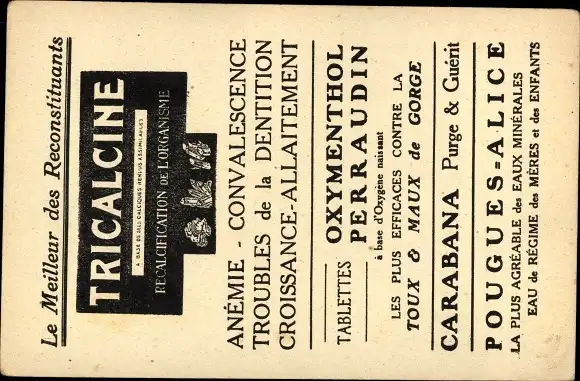 Le Meilleur des Reconstituants
TRICALCINE
A BASE DE SELS CALCIQUES RENDUS ASSIMILABLES
RECALCIFICATION DE L'ORGANISME
ANÉMIE - CONVALESCENCE
TROUBLES de la DENTITION
CROISSANCE-ALLAITEMENT
TABLETTES OXYMENTHOL
PERRAUDIN
à base d'Oxygène naissant
LES PLUS EFFICACES CONTRE LA
TOUX & MAUX de GORGE
CARABANA Purge & Guérit
POUGUES=ALICE
LA PLUS AGRÉABLE des EAUX MINÉRALES
EAU de RÉGIME des MÈRES et des ENFANTS